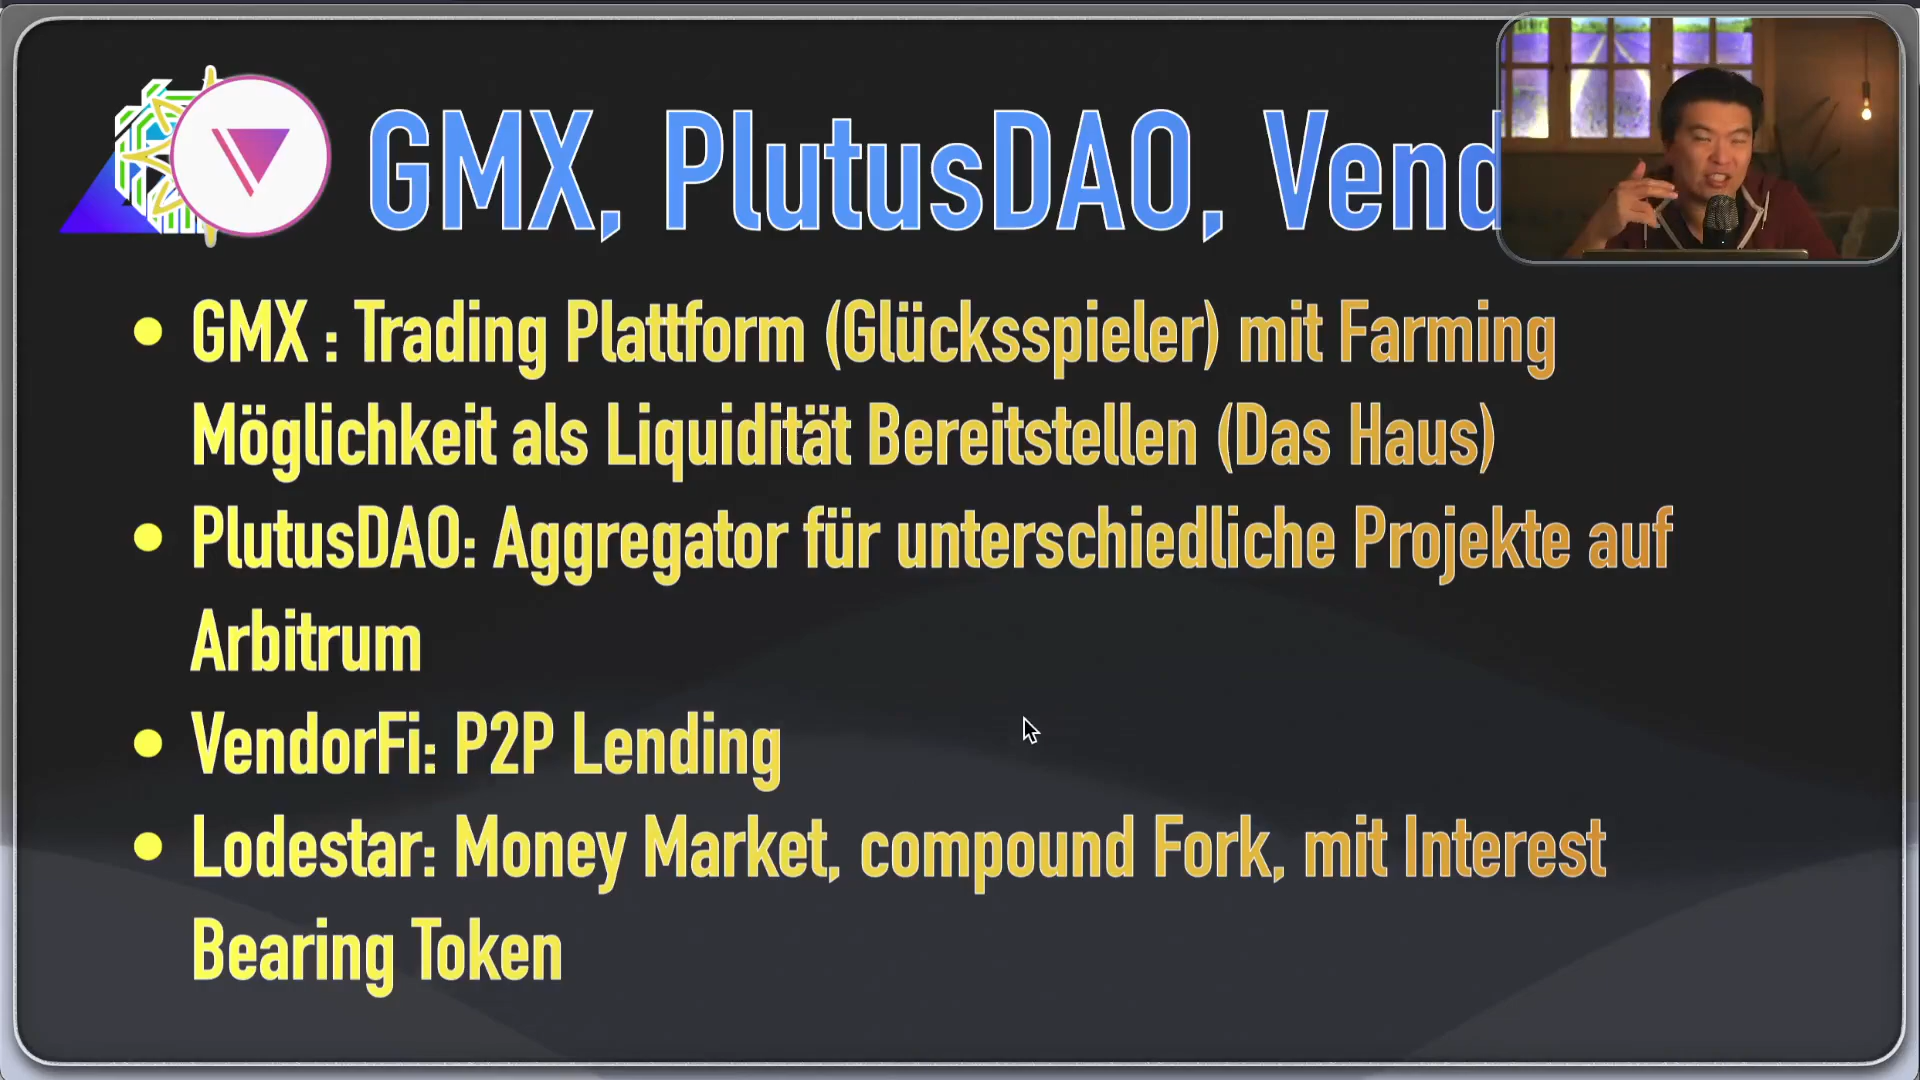 GMX, PlutusDAO, Vend
• GMX : Trading Plattform (Glücksspieler) mit Farming
Möglichkeit als Liquidität Bereitstellen (Das Haus)
• PlutusDAO: Aggregator für unterschiedliche Projekte auf
Arbitrum
• VendorFi: P2P Lending
• Lodestar: Money Market, compound Fork, mit Interest
Bearing Token